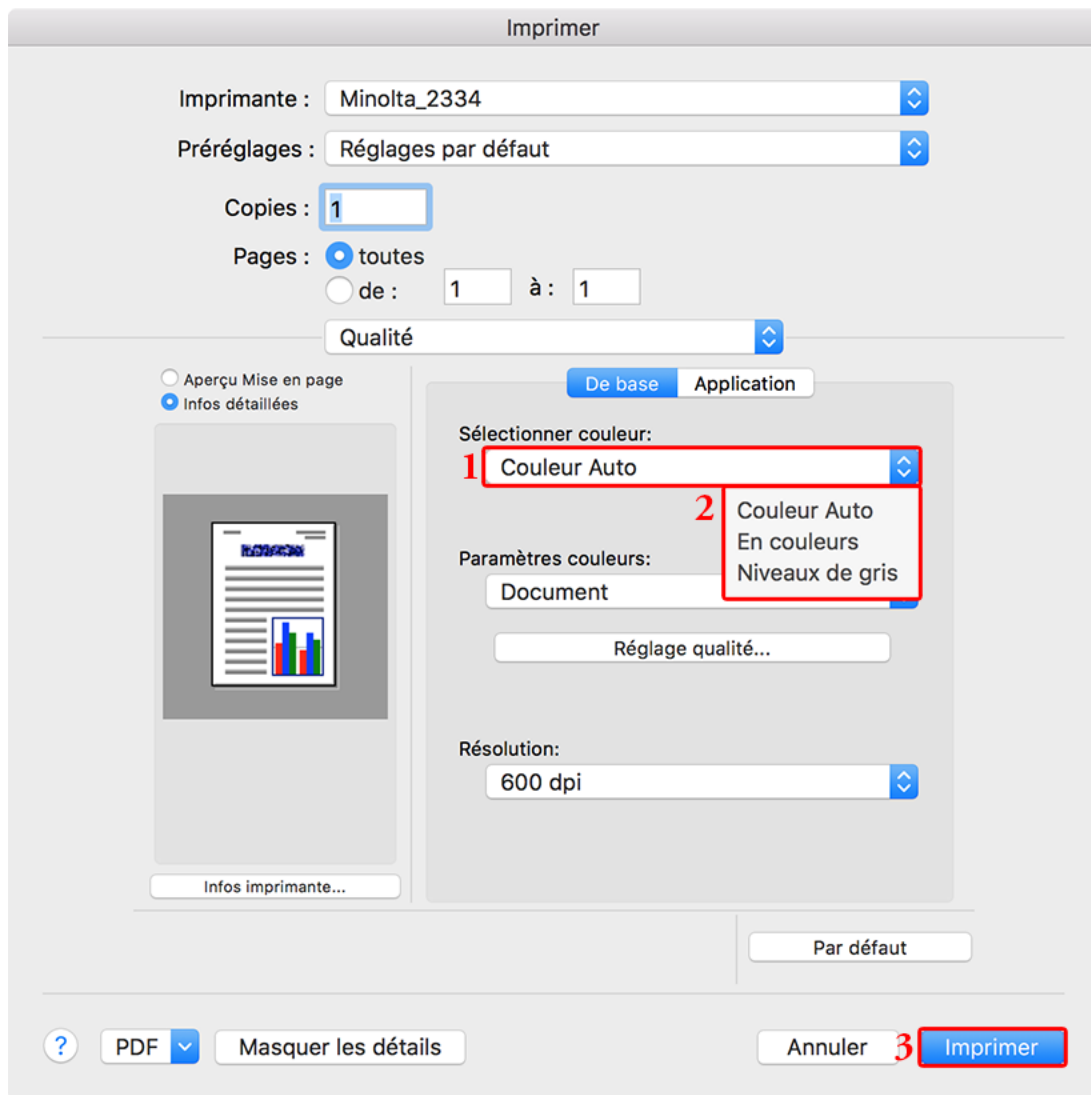 Imprimer
Imprimante : Minolta_2334
Préréglages : Réglages par défaut
Copies : 1
Pages : toutes
de : 1 à : 1
Qualité
Aperçu Mise en page
Infos détaillées
De base Application
Sélectionner couleur:
1 Couleur Auto
2 Couleur Auto
En couleurs
Niveaux de gris
Paramètres couleurs:
Document
Réglage qualité...
Résolution:
600 dpi
Infos imprimante...
Par défaut
? PDF Masquer les détails Annuler 3 Imprimer